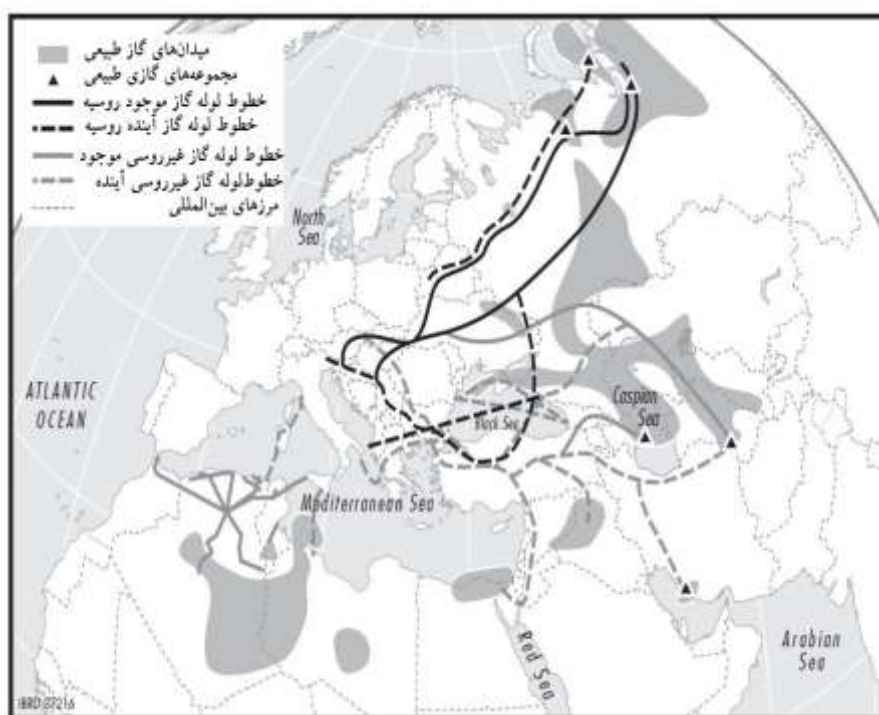 میدان‌های گاز طبیعی
مجموعه‌های گازی طبیعی
خطوط لوله گاز موجود روسیه
خطوط لوله گاز آینده روسیه
خطوط لوله گاز غیرروسی موجود
خطوط‌لوله گاز غیرروسی آینده
مرزهای بین‌المللی
North
Sea
ATLANTIC
OCEAN
Caspian
Sea
Black Sea
Mediterranean Sea
Red Sea
Arabian
Sea
IBRD 37216